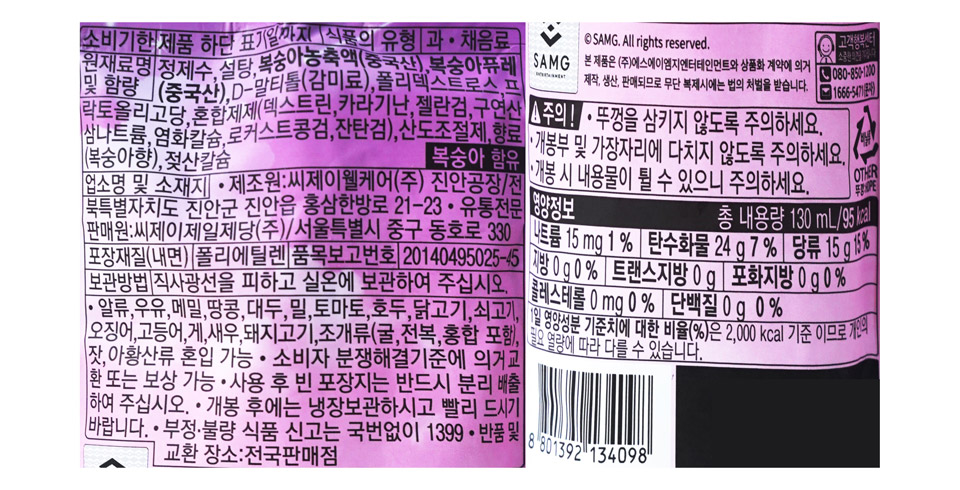 소비기한 제품 하단 표기일까지 식품의 유형 과·채음료
원재료명 정제수, 설탕, 복숭아농축액(중국산), 복숭아퓨레
및 함량 (중국산), D-말티톨(감미료), 폴리덱스트로스, 프
락토올리고당, 혼합제제(덱스트린, 카라기난, 젤란검, 구연산
삼나트륨, 염화칼슘, 로커스트콩검, 잔탄검), 산도조절제, 향료
(복숭아향), 젖산칼슘
복숭아 함유
업소명 및 소재지 • 제조원:씨제이웰케어(주) 진안공장/전
북특별자치도 진안군 진안읍 홍삼한방로 21-23 • 유통전문
판매원:씨제이제일제당(주)/서울특별시 중구 동호로 330
포장재질(내면) 폴리에틸렌 품목보고번호 20140495025-45
보관방법 직사광선을 피하고 실온에 보관하여 주십시오.
• 알류, 우유, 메밀, 땅콩, 대두, 밀, 토마토, 호두, 닭고기, 쇠고기,
오징어, 고등어, 게, 새우, 돼지고기, 조개류(굴, 전복, 홍합 포함),
잣, 아황산류 혼입 가능 • 소비자 분쟁해결기준에 의거 교
환 또는 보상 가능 • 사용 후 빈 포장지는 반드시 분리 배출
하여 주십시오. • 개봉 후에는 냉장보관하시고 빨리 드시기
바랍니다. • 부정·불량 식품 신고는 국번없이 1399 • 반품 및
교환 장소:전국판매점
SAMG
ENTERTAINMENT
© SAMG. All rights reserved.
본 제품은 (주)에스에이엠지엔터테인먼트와 상품화 계약에 의거
제작, 생산, 판매되므로 무단 복제시에는 법의 처벌을 받습니다.
고객행복센터
080-850-1200
1666-5471(문자)
주의! • 뚜껑을 삼키지 않도록 주의하세요.
• 개봉부 및 가장자리에 다치지 않도록 주의하세요.
• 개봉 시 내용물이 튈 수 있으니 주의하세요.
OTHER
뚜껑:HDPE
영양정보 총 내용량 130 mL/95 kcal
나트륨 15 mg 1 % 탄수화물 24 g 7 % 당류 15 g 15 %
지방 0 g 0 % 트랜스지방 0 g 포화지방 0 g 0 %
콜레스테롤 0 mg 0 % 단백질 0 g 0 %
1일 영양성분 기준치에 대한 비율(%)은 2,000 kcal 기준 이므로 개인의
필요 열량에 따라 다를 수 있습니다.
8 801392 134098